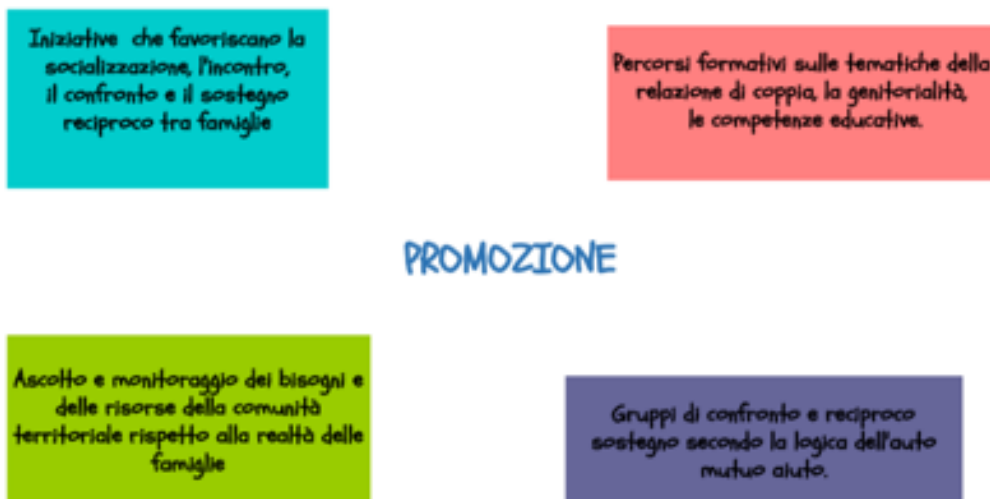 Iniziative che favoriscano la
socializzazione, l'incontro,
il confronto e il sostegno
reciproco tra famiglie
Percorsi formativi sulle tematiche della
relazione di coppia, la genitorialità,
le competenze educative.
PROMOZIONE
Ascolto e monitoraggio dei bisogni e
delle risorse della comunità
territoriale rispetto alla realtà delle
famiglie
Gruppi di confronto e reciproco
sostegno secondo la logica dell'auto
mutuo aiuto.